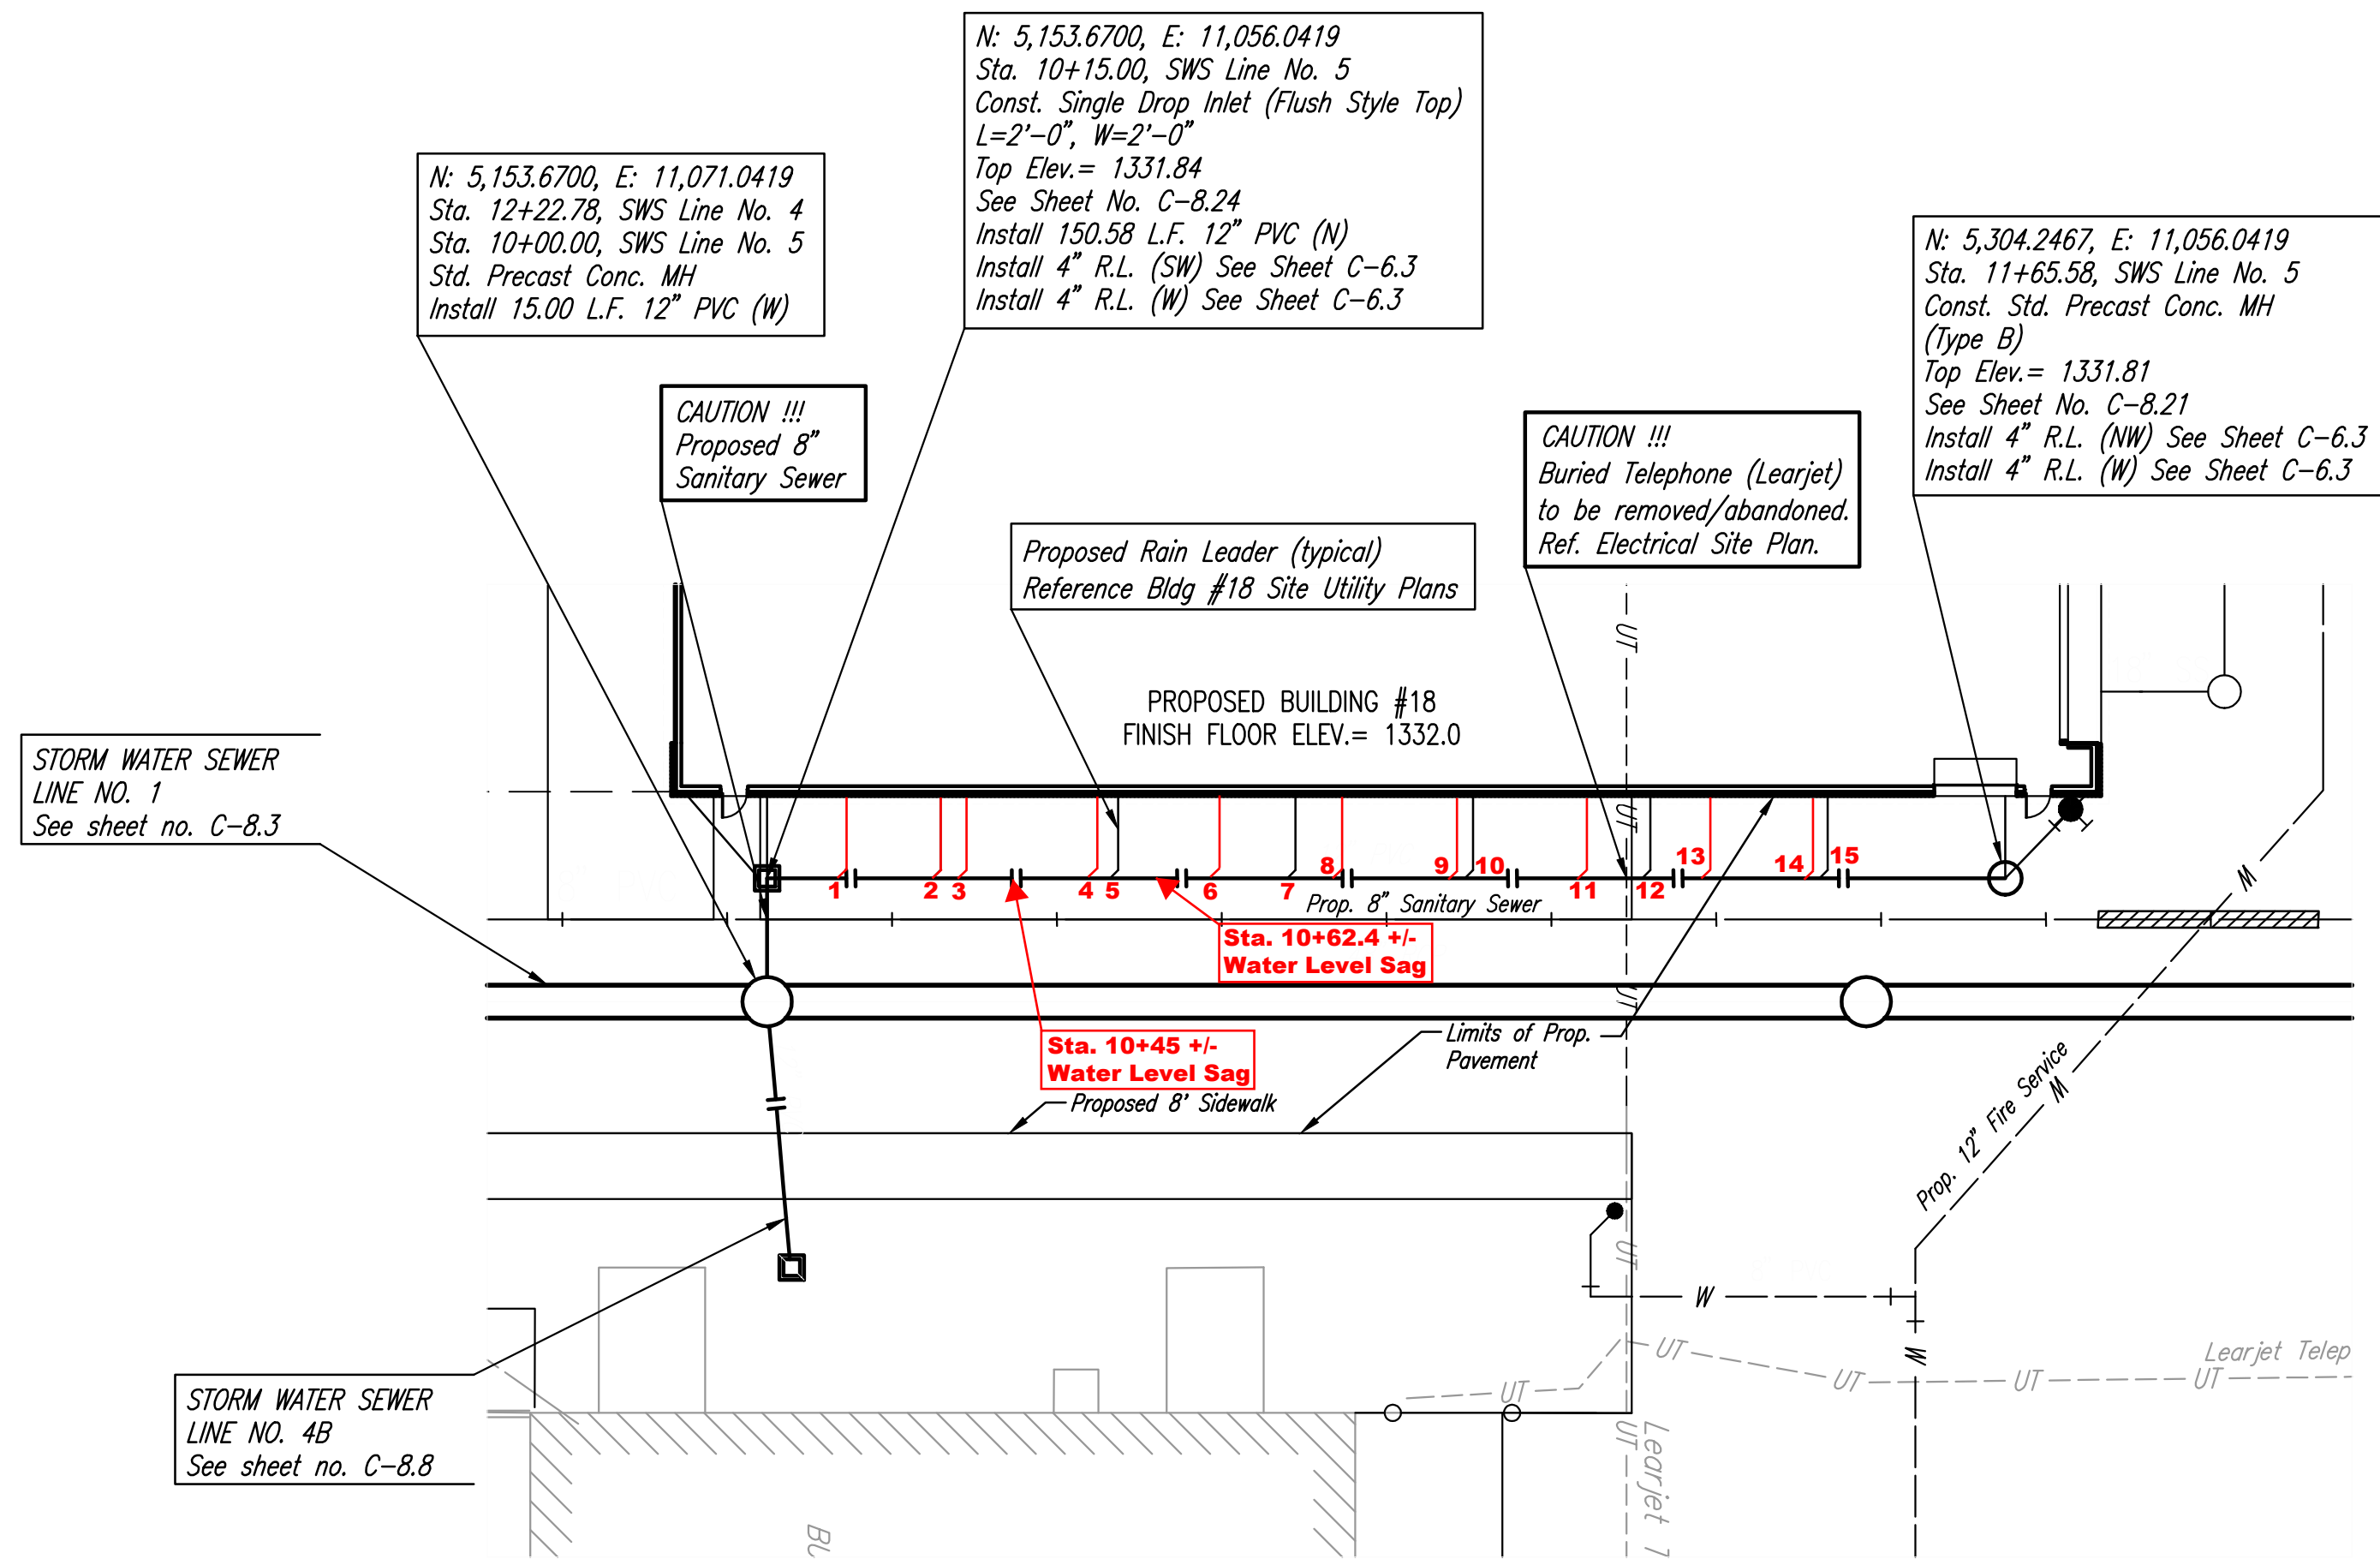 N: 5,153.6700, E: 11,056.0419
Sta. 10+15.00, SWS Line No. 5
Const. Single Drop Inlet (Flush Style Top)
L=2'-0", W=2'-0"
Top Elev.= 1331.84
See Sheet No. C-8.24
Install 150.58 L.F. 12" PVC (N)
Install 4" R.L. (SW) See Sheet C-6.3
Install 4" R.L. (W) See Sheet C-6.3
N: 5,153.6700, E: 11,071.0419
Sta. 12+22.78, SWS Line No. 4
Sta. 10+00.00, SWS Line No. 5
Std. Precast Conc. MH
Install 15.00 L.F. 12" PVC (W)
N: 5,304.2467, E: 11,056.0419
Sta. 11+65.58, SWS Line No. 5
Const. Std. Precast Conc. MH
(Type B)
Top Elev.= 1331.81
See Sheet No. C-8.21
Install 4" R.L. (NW) See Sheet C-6.3
Install 4" R.L. (W) See Sheet C-6.3
CAUTION !!!
Proposed 8"
Sanitary Sewer
CAUTION !!!
Buried Telephone (Learjet)
to be removed/abandoned.
Ref. Electrical Site Plan.
Proposed Rain Leader (typical)
Reference Bldg #18 Site Utility Plans
UT
PROPOSED BUILDING #18
FINISH FLOOR ELEV.= 1332.0
STORM WATER SEWER
LINE NO. 1
See sheet no. C-8.3
UT
1
2
3
4
5
6
7
8
9
10
11
12
13
14
15
Prop. 8" Sanitary Sewer
M
Sta. 10+62.4 +/-
Water Level Sag
UT
Sta. 10+45 +/-
Water Level Sag
Limits of Prop.
Pavement
Proposed 8' Sidewalk
Prop. 12" Fire Service
M
UT
W
W
UT
UT
UT
UT
UT
Learjet Telep
STORM WATER SEWER
LINE NO. 4B
See sheet no. C-8.8
UT
Learjet T
BU